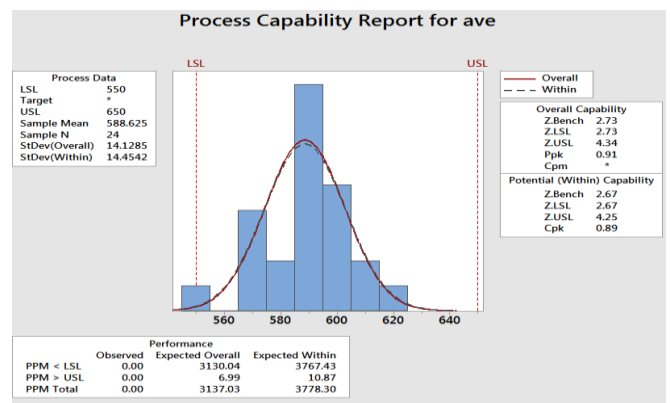 Process Capability Report for ave
LSL
USL
Process Data
LSL 550
Target *
USL 650
Sample Mean 588.625
Sample N 24
StDev(Overall) 14.1285
StDev(Within) 14.4542
Overall
Within
Overall Capability
Z.Bench 2.73
Z.LSL 2.73
Z.USL 4.34
Ppk 0.91
Cpm *
Potential (Within) Capability
Z.Bench 2.67
Z.LSL 2.67
Z.USL 4.25
Cpk 0.89
560 580 600 620 640
Performance
Observed Expected Overall Expected Within
PPM < LSL 0.00 3130.04 3767.43
PPM > USL 0.00 6.99 10.87
PPM Total 0.00 3137.03 3778.30